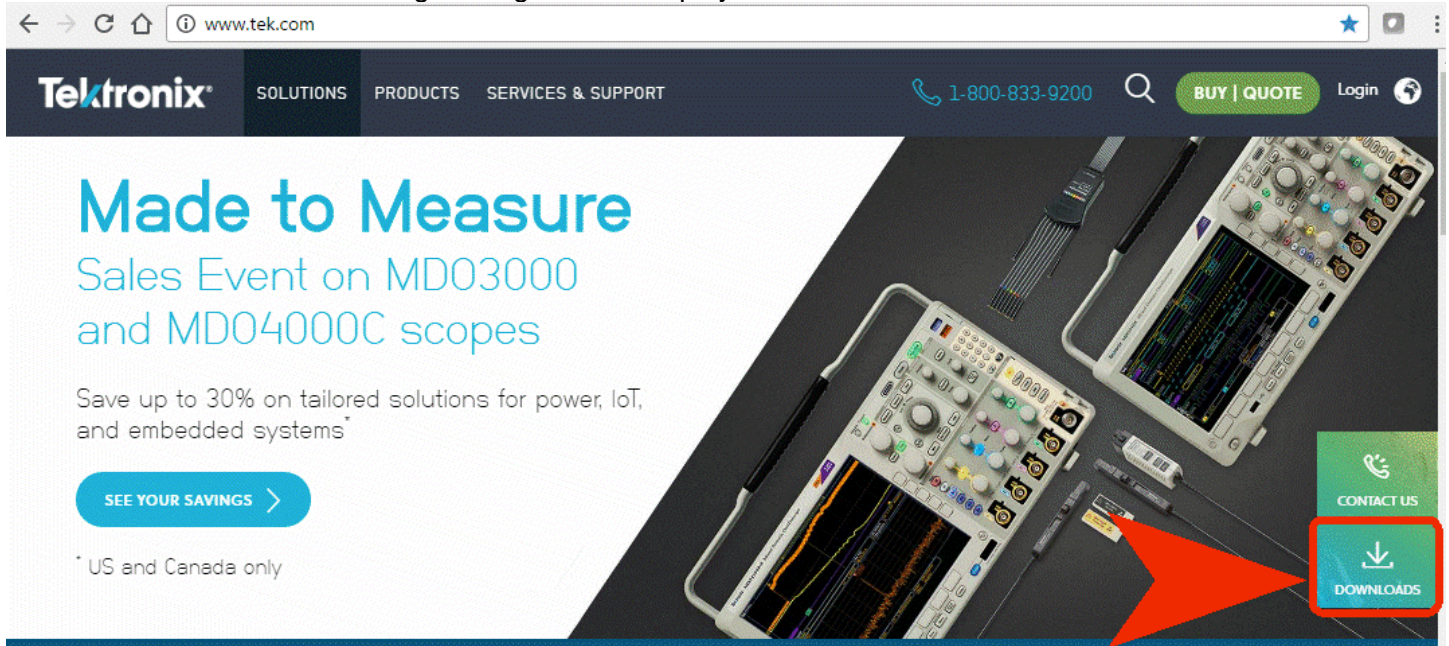 www.tek.com
Tektronix®
SOLUTIONS PRODUCTS SERVICES & SUPPORT
1-800-833-9200
BUY | QUOTE
Login
Made to Measure
Sales Event on MDO3000
and MDO4000C scopes
Save up to 30% on tailored solutions for power, IoT,
and embedded systems*
SEE YOUR SAVINGS
* US and Canada only
CONTACT US
DOWNLOADS